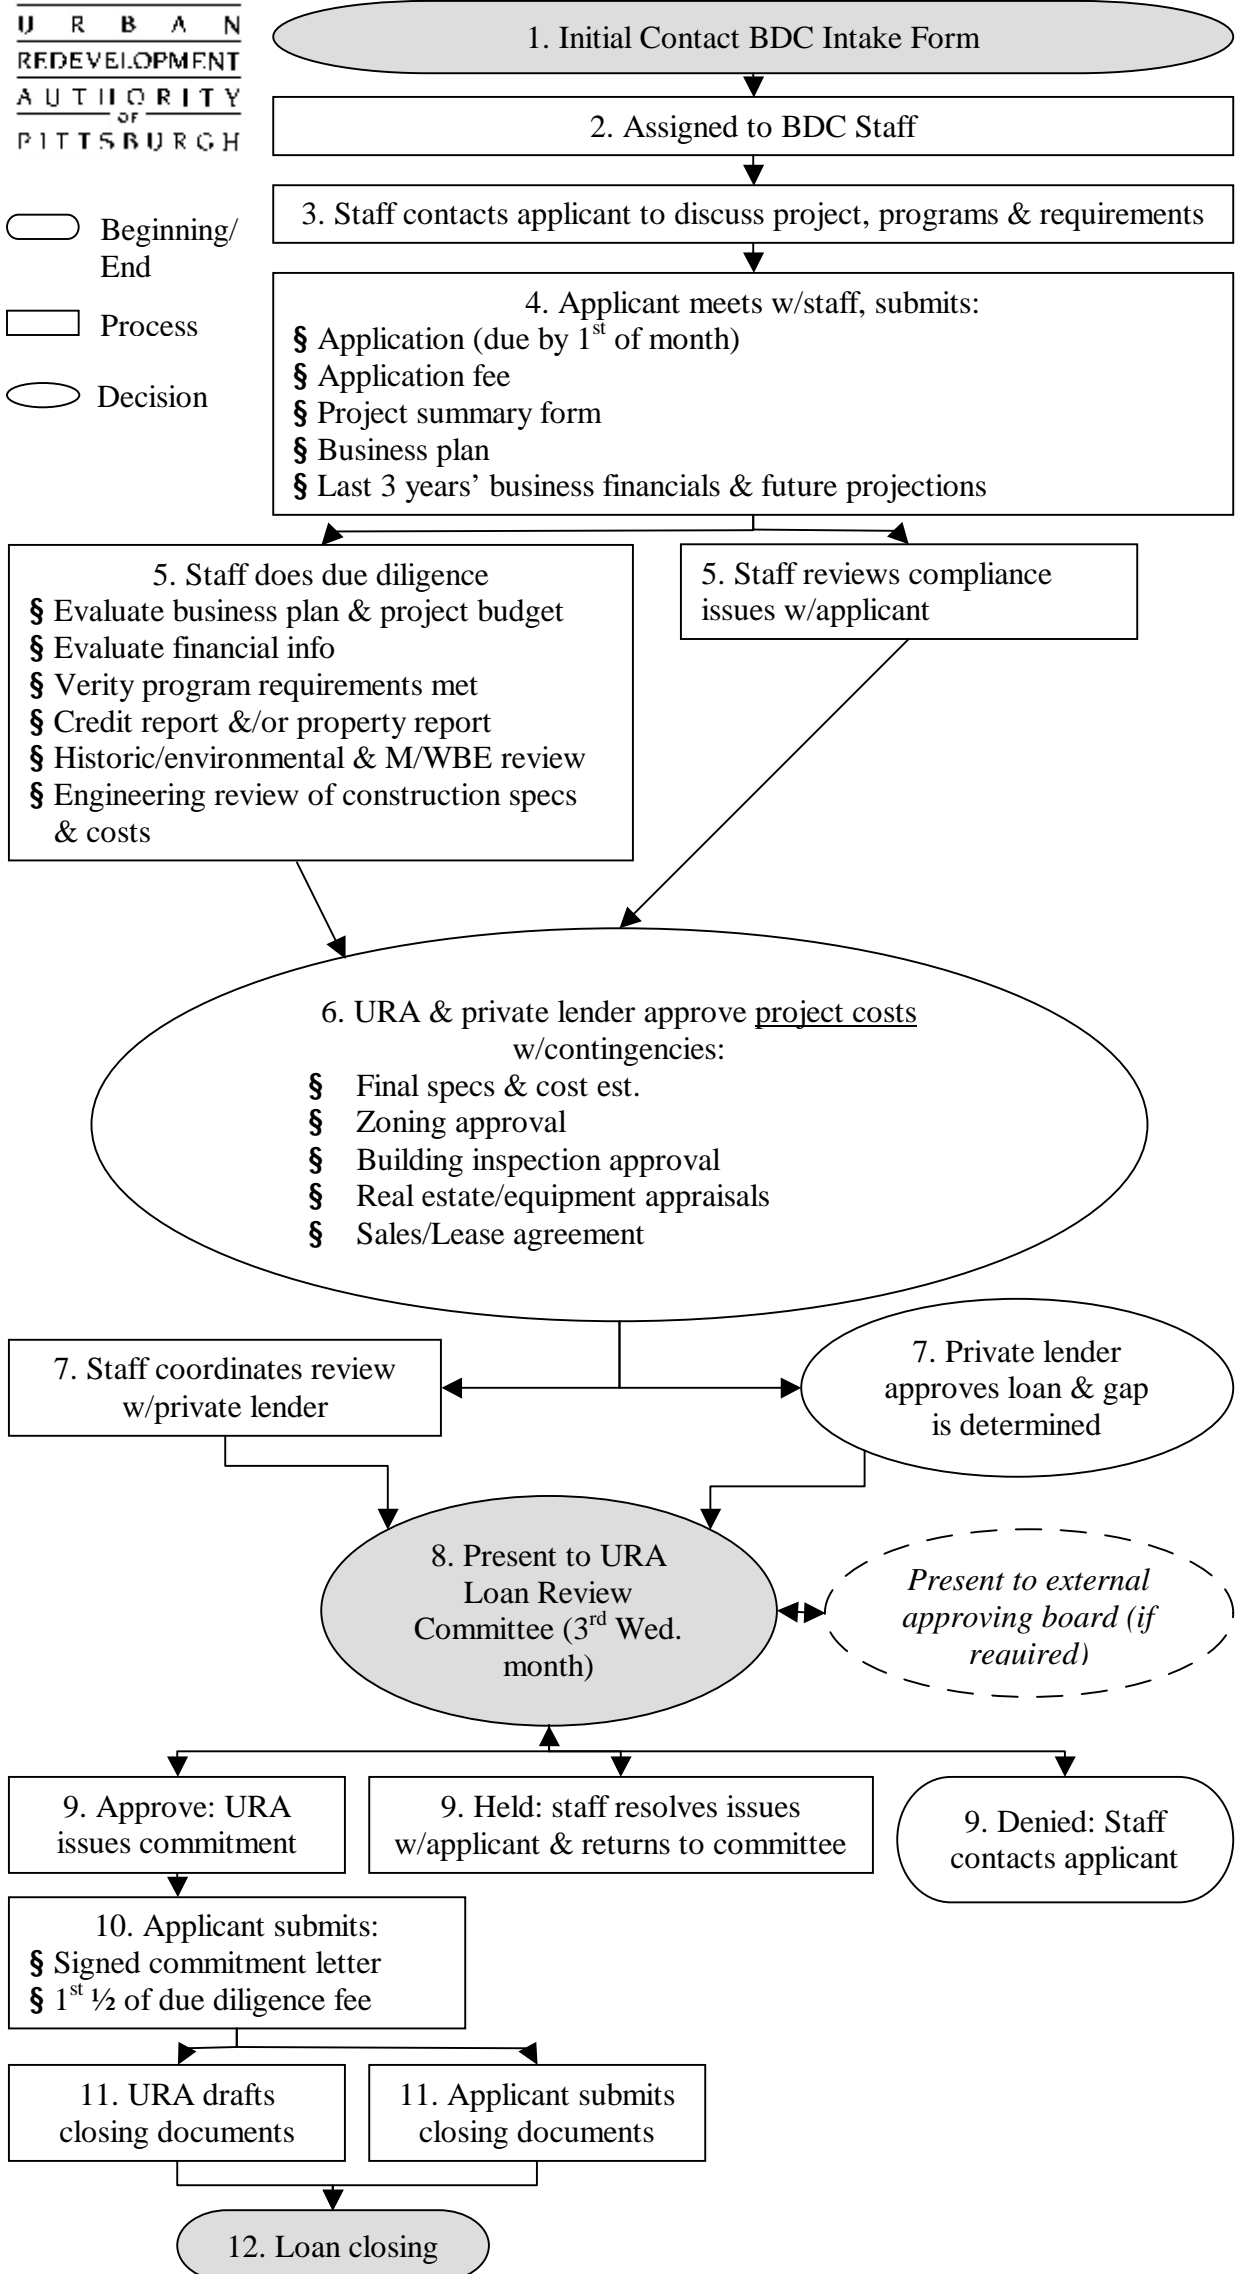 URBAN
REDEVELOPMENT
AUTHORITY
OF
PITTSBURGH
1. Initial Contact BDC Intake Form
2. Assigned to BDC Staff
3. Staff contacts applicant to discuss project, programs & requirements
Beginning/
End
Process
Decision
4. Applicant meets w/staff, submits:
§ Application (due by 1st of month)
§ Application fee
§ Project summary form
§ Business plan
§ Last 3 years’ business financials & future projections
5. Staff does due diligence
§ Evaluate business plan & project budget
§ Evaluate financial info
§ Verity program requirements met
§ Credit report &/or property report
§ Historic/environmental & M/WBE review
§ Engineering review of construction specs
& costs
5. Staff reviews compliance
issues w/applicant
6. URA & private lender approve project costs
w/contingencies:
§ Final specs & cost est.
§ Zoning approval
§ Building inspection approval
§ Real estate/equipment appraisals
§ Sales/Lease agreement
7. Staff coordinates review
w/private lender
7. Private lender
approves loan & gap
is determined
8. Present to URA
Loan Review
Committee (3rd Wed.
month)
Present to external
approving board (if
required)
9. Approve: URA
issues commitment
9. Held: staff resolves issues
w/applicant & returns to committee
9. Denied: Staff
contacts applicant
10. Applicant submits:
§ Signed commitment letter
§ 1st ½ of due diligence fee
11. URA drafts
closing documents
11. Applicant submits
closing documents
12. Loan closing